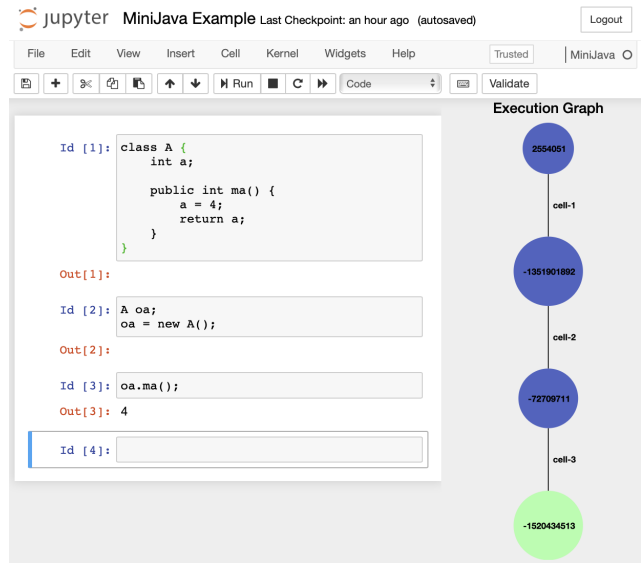 jupyter MiniJava Example Last Checkpoint: an hour ago (autosaved)
Logout
File Edit View Insert Cell Kernel Widgets Help Trusted MiniJava
Run Code Validate
Execution Graph
Id [1]: class A {
int a;
public int ma() {
a = 4;
return a;
}
}
Out[1]:
Id [2]: A oa;
oa = new A();
Out[2]:
Id [3]: oa.ma();
Out[3]: 4
Id [4]:
2554051
cell-1
-1351901892
cell-2
-72709711
cell-3
-1520434513